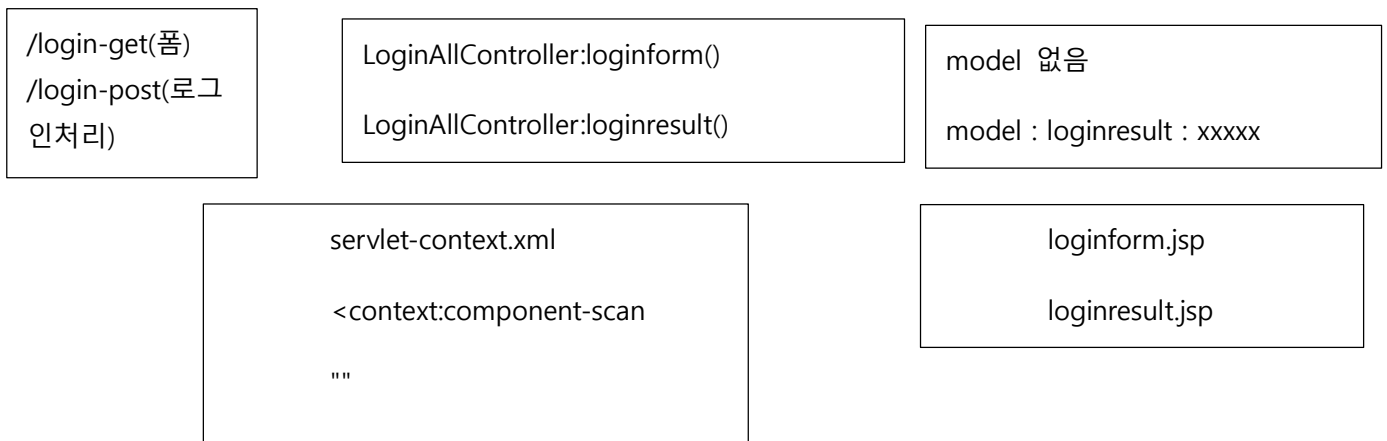 /login-get(폼)
/login-post(로그
인처리)
LoginAllController:loginform()
LoginAllController:loginresult()
model 없음
model : loginresult : xxxxx
servlet-context.xml
<context:component-scan
""
loginform.jsp
loginresult.jsp